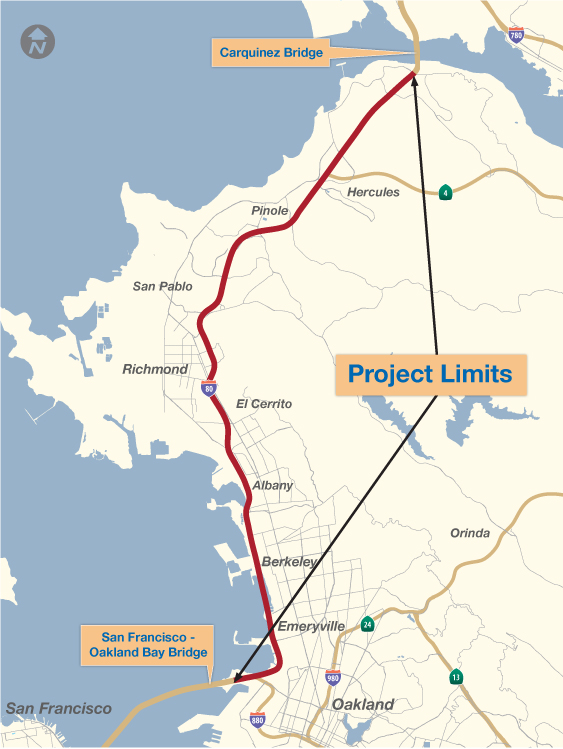 780
N
Carquinez Bridge
Hercules
4
Pinole
San Pablo
Richmond
Project Limits
80
El Cerrito
Albany
Orinda
Berkeley
Emeryville
24
San Francisco -
Oakland Bay Bridge
980
13
San Francisco
Oakland
880